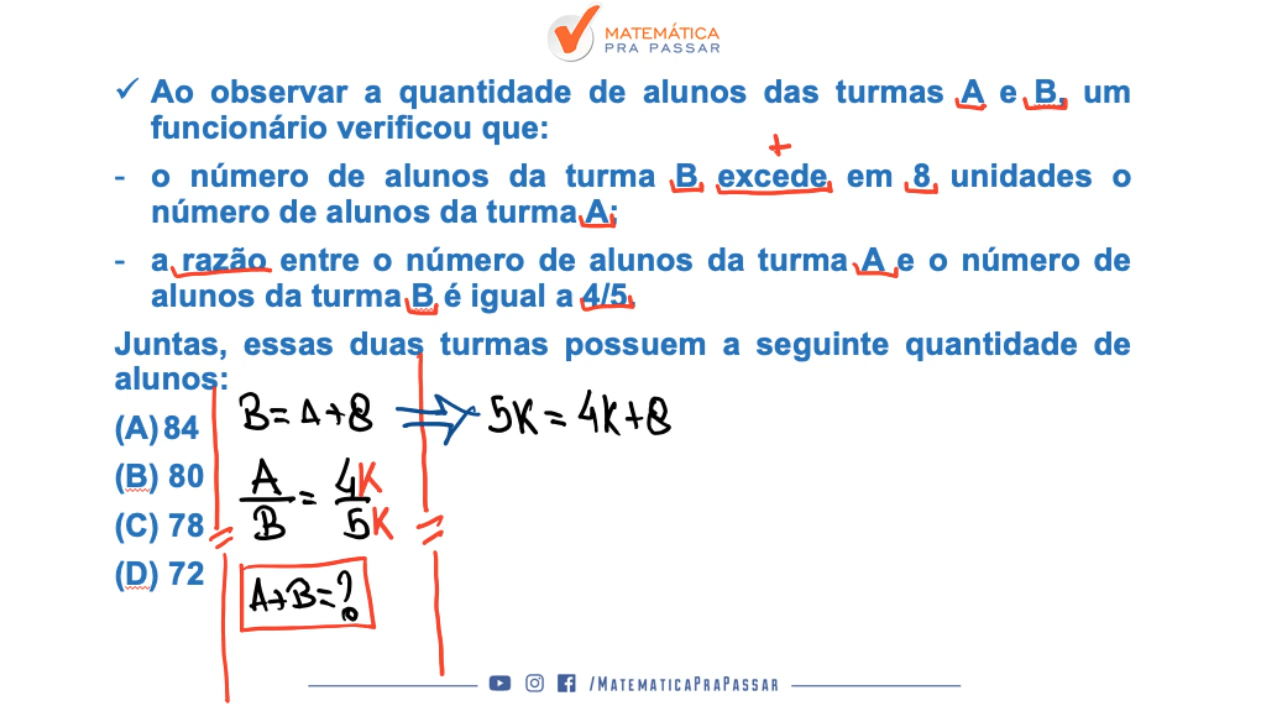 MATEMÁTICA
PRA PASSAR
✓ Ao observar a quantidade de alunos das turmas A e B, um
funcionário verificou que:
+
- o número de alunos da turma B excede em 8 unidades o
número de alunos da turma A;
- a razão entre o número de alunos da turma A e o número de
alunos da turma B é igual a 4/5.
Juntas, essas duas turmas possuem a seguinte quantidade de
alunos:
(A) 84
(B) 80
(C) 78
(D) 72
B = A + 8 ⇒ 5K = 4K + 8
A/B = 4K/5K
A + B = ?
/MATEMATICAPRAPASSAR